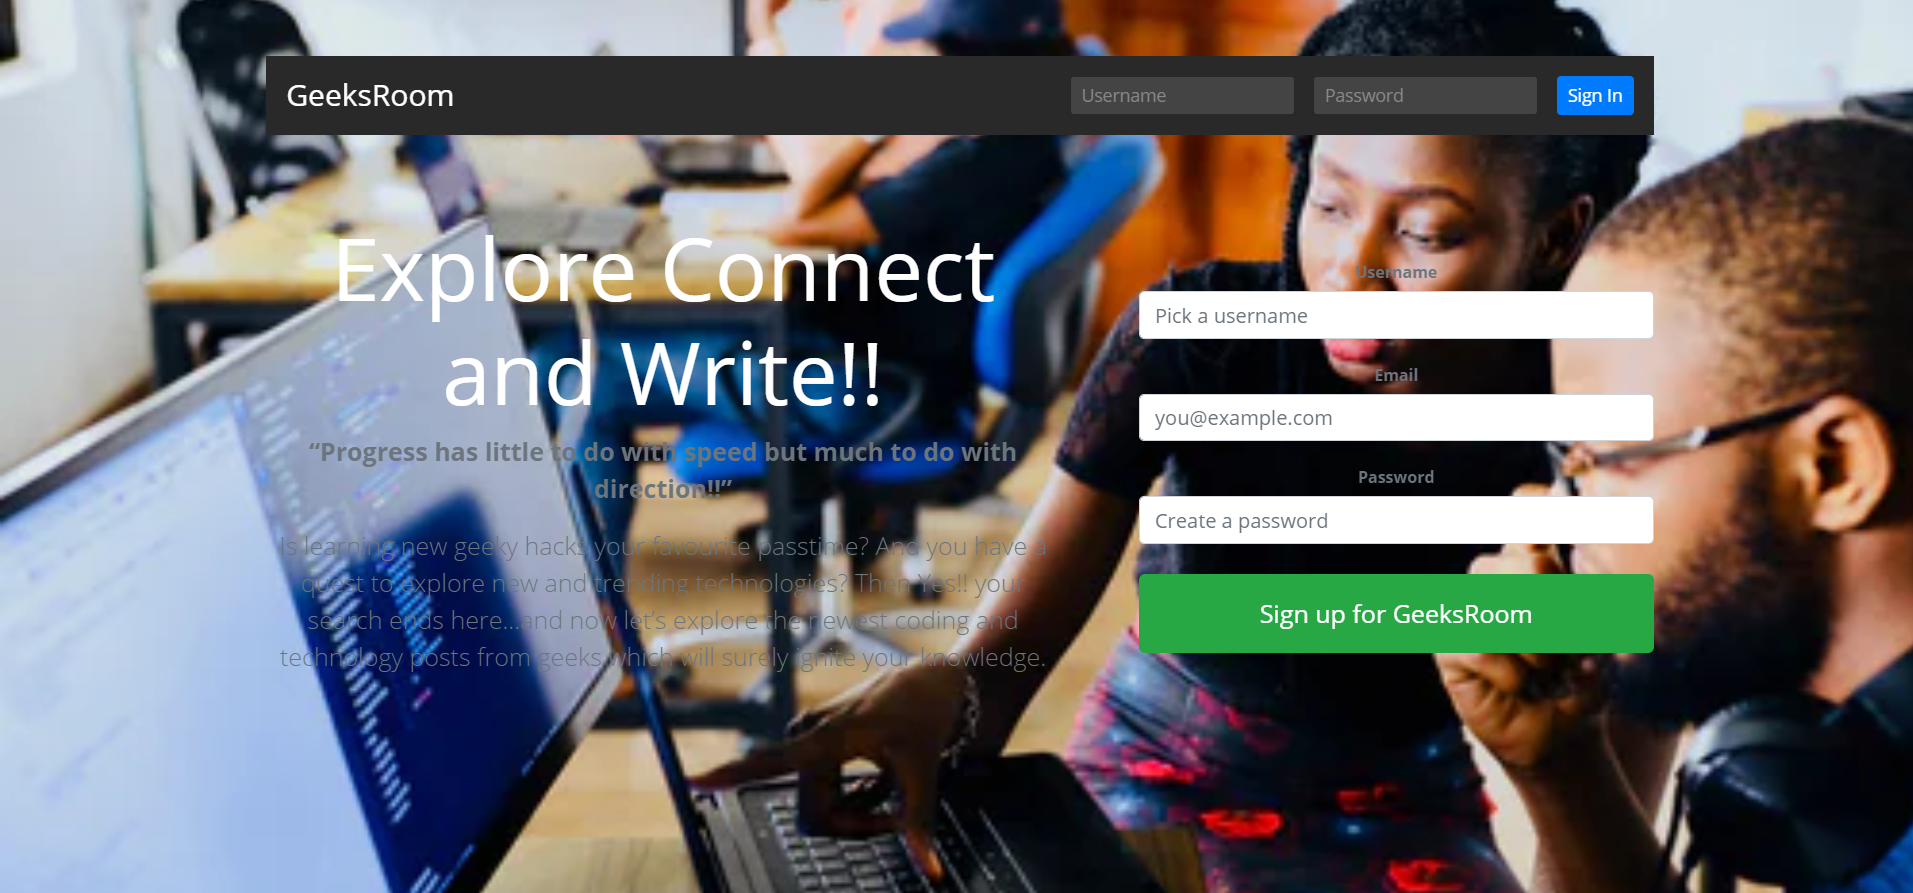 GeeksRoom
Username
Password
Sign In
Explore Connect
and Write!!
“Progress has little to do with speed but much to do with
direction!!”
Is learning new geeky hacks your favourite passtime? And you have a
quest to explore new and trending technologies? Then Yes!! your
search ends here...and now let’s explore the newest coding and
technology posts from geeks which will surely ignite your knowledge.
Username
Pick a username
Email
you@example.com
Password
Create a password
Sign up for GeeksRoom